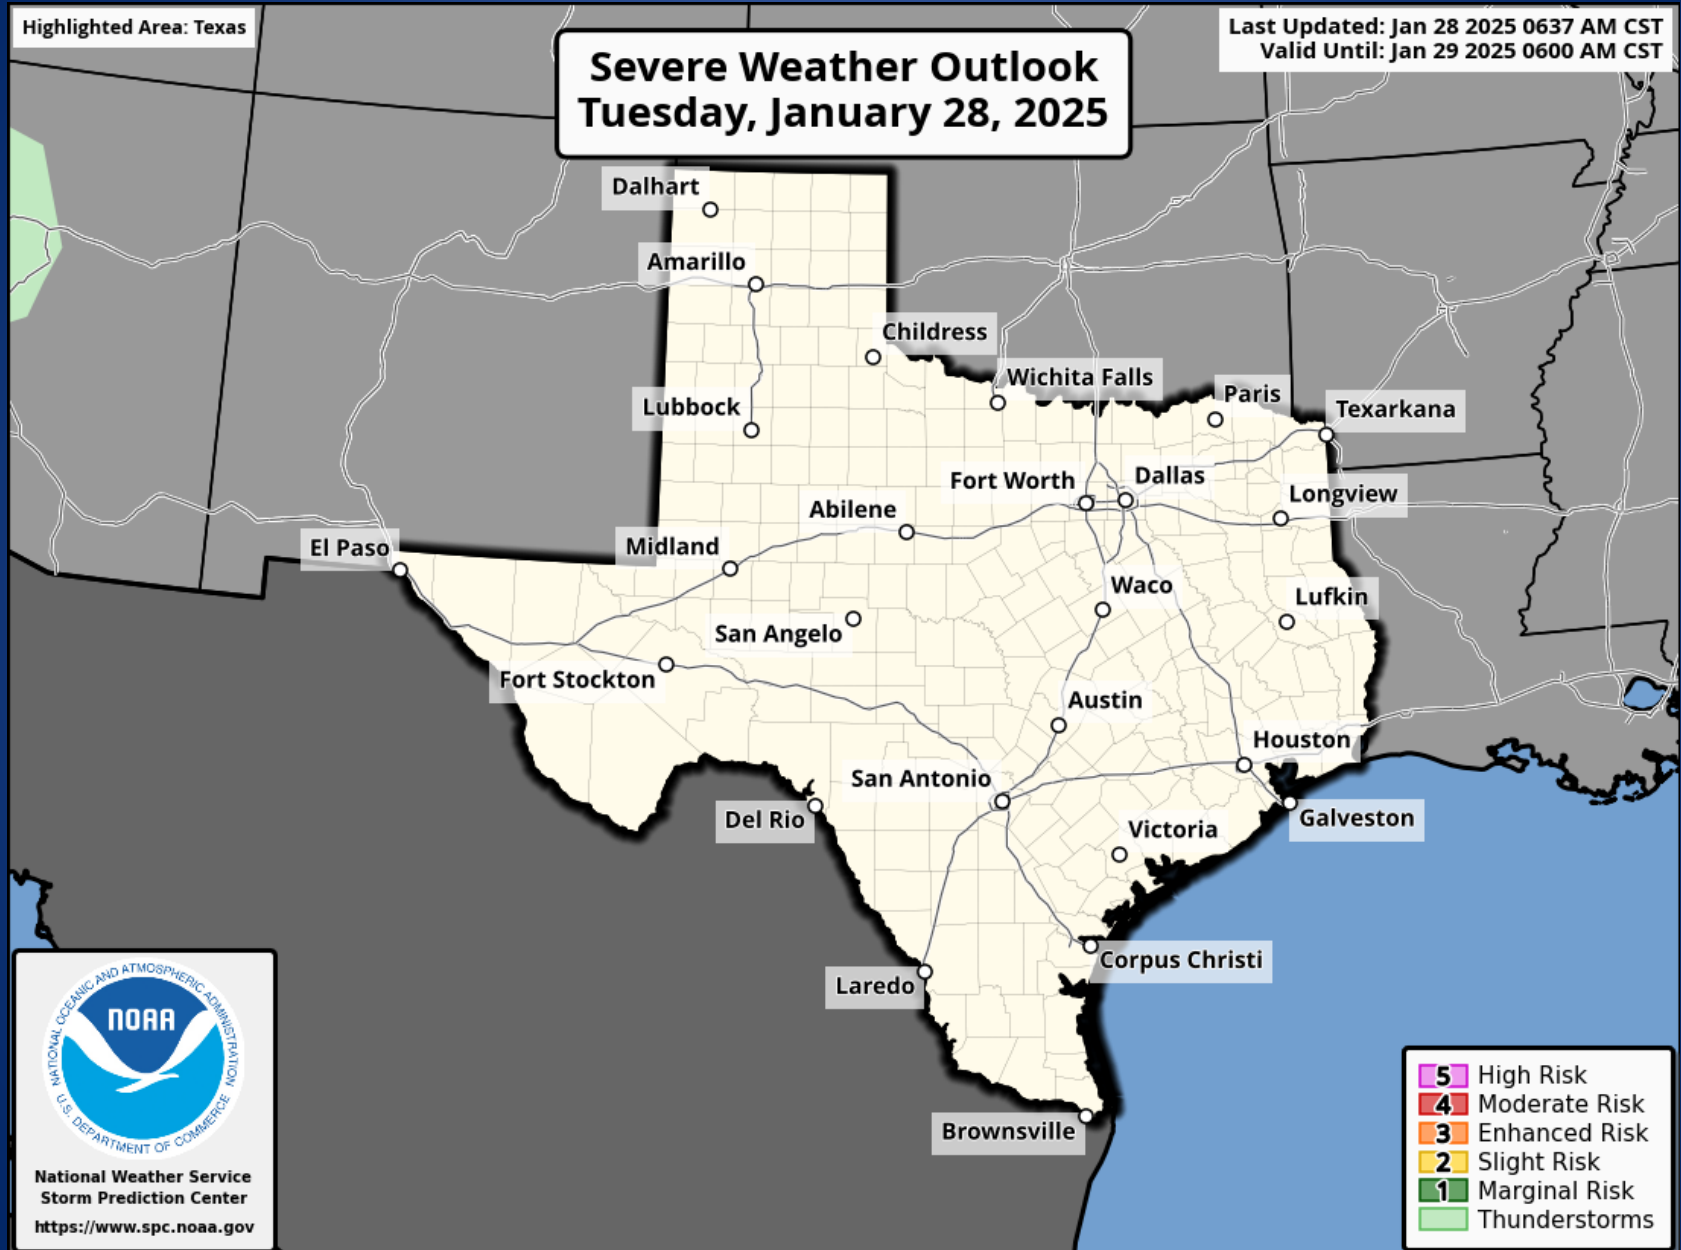 Highlighted Area: Texas
Severe Weather Outlook
Tuesday, January 28, 2025
Last Updated: Jan 28 2025 0637 AM CST
Valid Until: Jan 29 2025 0600 AM CST
Dalhart
Amarillo
Childress
Wichita Falls
Paris
Texarkana
Lubbock
Fort Worth
Dallas
Longview
Abilene
El Paso
Midland
Waco
Lufkin
San Angelo
Fort Stockton
Austin
Houston
San Antonio
Del Rio
Galveston
Victoria
Corpus Christi
Laredo
Brownsville
NATIONAL OCEANIC AND ATMOSPHERIC ADMINISTRATION
NOAA
U.S. DEPARTMENT OF COMMERCE
National Weather Service
Storm Prediction Center
https://www.spc.noaa.gov
5 High Risk
4 Moderate Risk
3 Enhanced Risk
2 Slight Risk
1 Marginal Risk
Thunderstorms